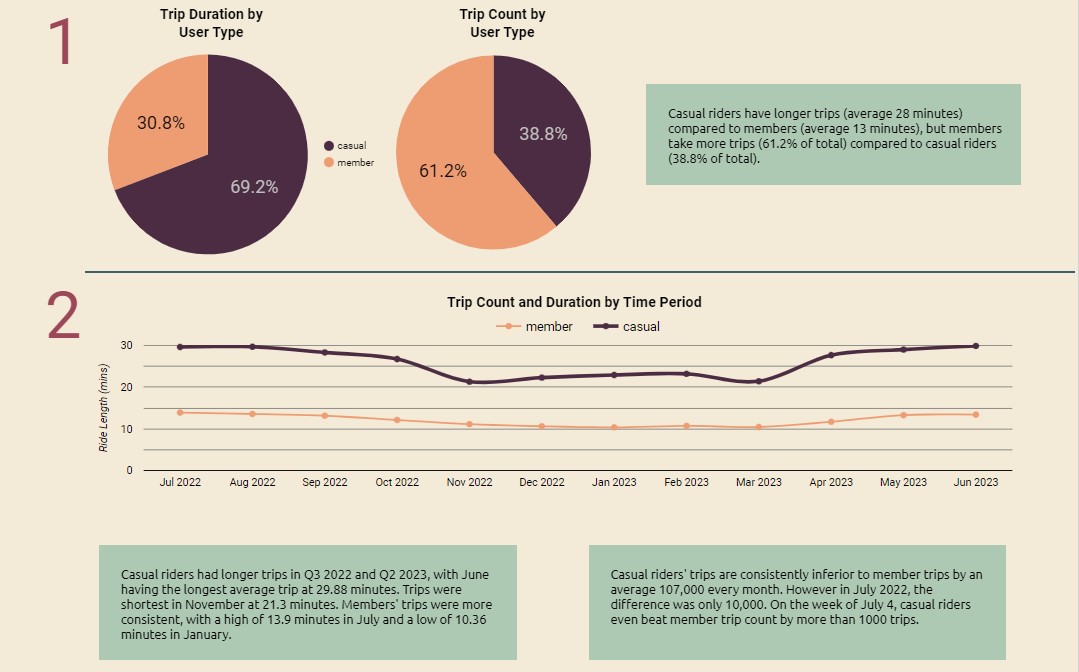 1
Trip Duration by
User Type
Trip Count by
User Type
30.8%
69.2%
casual
member
38.8%
61.2%
Casual riders have longer trips (average 28 minutes)
compared to members (average 13 minutes), but members
take more trips (61.2% of total) compared to casual riders
(38.8% of total).
2
Trip Count and Duration by Time Period
member casual
Ride Length (mins)
30
20
10
0
Jul 2022 Aug 2022 Sep 2022 Oct 2022 Nov 2022 Dec 2022 Jan 2023 Feb 2023 Mar 2023 Apr 2023 May 2023 Jun 2023
Casual riders had longer trips in Q3 2022 and Q2 2023, with June
having the longest average trip at 29.88 minutes. Trips were
shortest in November at 21.3 minutes. Members' trips were more
consistent, with a high of 13.9 minutes in July and a low of 10.36
minutes in January.
Casual riders' trips are consistently inferior to member trips by an
average 107,000 every month. However in July 2022, the
difference was only 10,000. On the week of July 4, casual riders
even beat member trip count by more than 1000 trips.